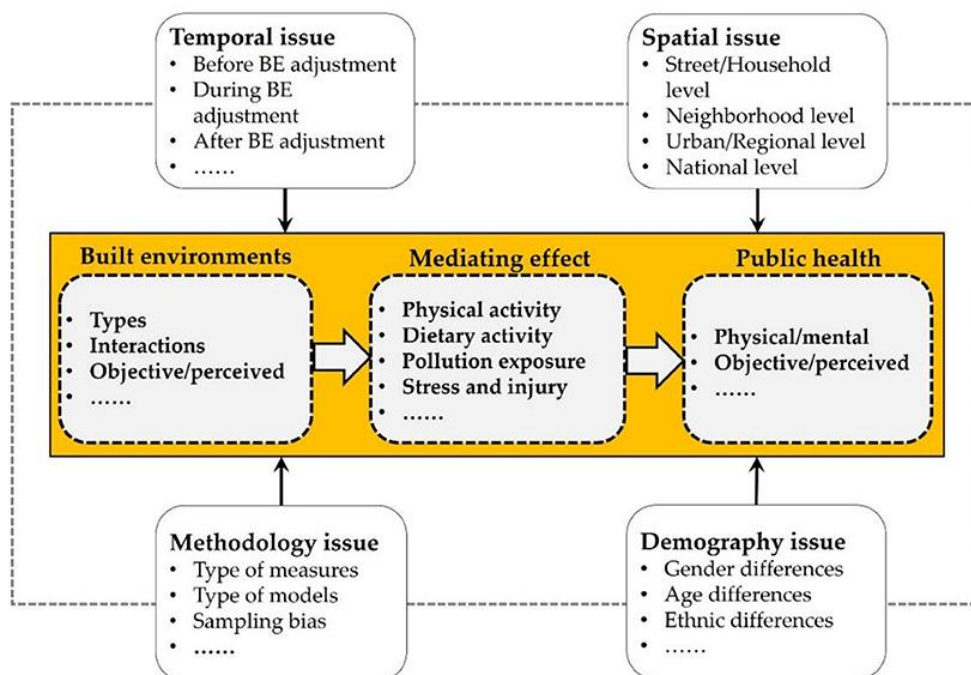 Temporal issue
• Before BE adjustment
• During BE
adjustment
• After BE adjustment
• ……
Spatial issue
• Street/Household
level
• Neighborhood level
• Urban/Regional level
• National level
Built environments
• Types
• Interactions
• Objective/perceived
• ……
Mediating effect
• Physical activity
• Dietary activity
• Pollution exposure
• Stress and injury
• ……
Public health
• Physical/mental
• Objective/perceived
• ……
Methodology issue
• Type of measures
• Type of models
• Sampling bias
• ……
Demography issue
• Gender differences
• Age differences
• Ethnic differences
• ……